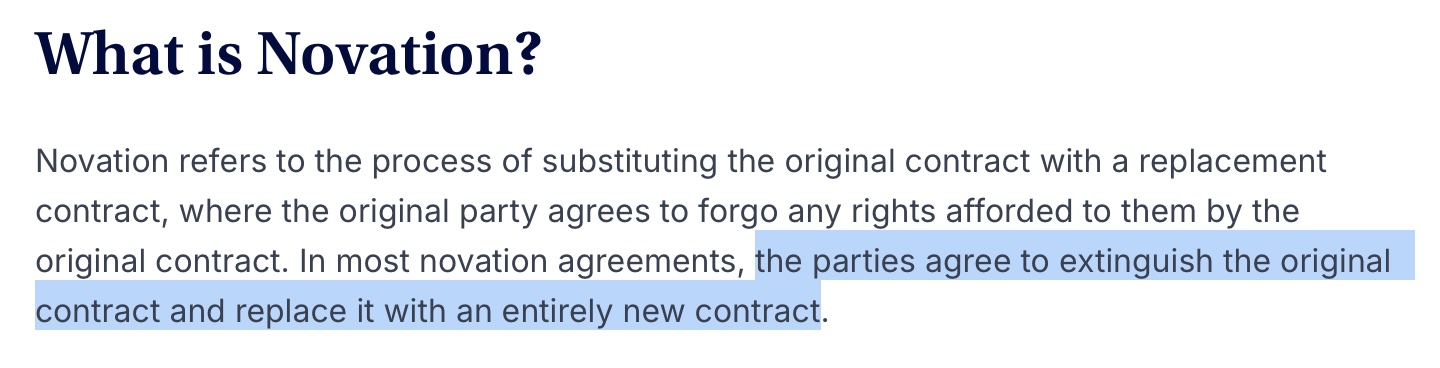 What is Novation?
Novation refers to the process of substituting the original contract with a replacement
contract, where the original party agrees to forgo any rights afforded to them by the
original contract. In most novation agreements, the parties agree to extinguish the original
contract and replace it with an entirely new contract.